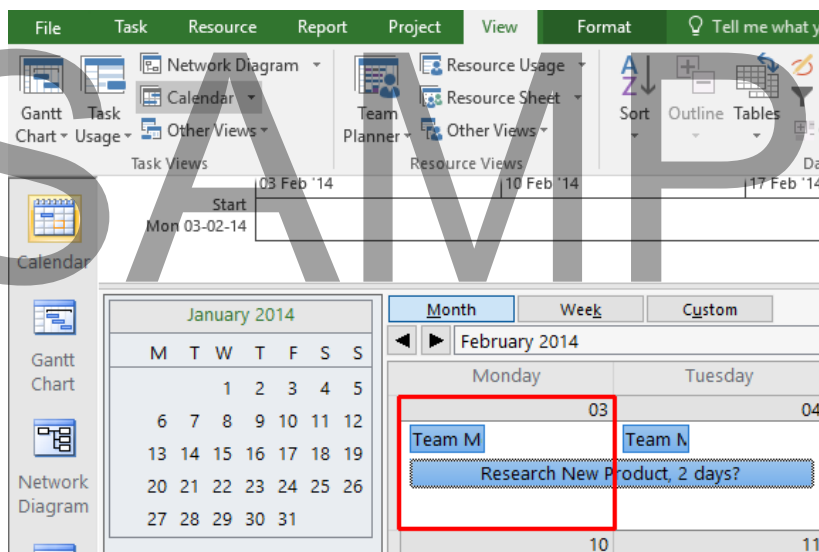 File Task Resource Report Project View Format Tell me what y
Network Diagram Resource Usage
Calendar Resource Sheet
Gantt Chart Task Usage Other Views Team Planner Other Views Sort Outline Tables
Task Views Resource Views Da
03 Feb '14 10 Feb '14 17 Feb '14
Start
Mon 03-02-14
SAMP
Calendar
January 2014
M T W T F S S
1 2 3 4 5
6 7 8 9 10 11 12
13 14 15 16 17 18 19
20 21 22 23 24 25 26
27 28 29 30 31
Gantt
Chart
Network
Diagram
Month Week Custom
February 2014
Monday Tuesday
03 04
Team M Team M
Research New Product, 2 days?
10 11